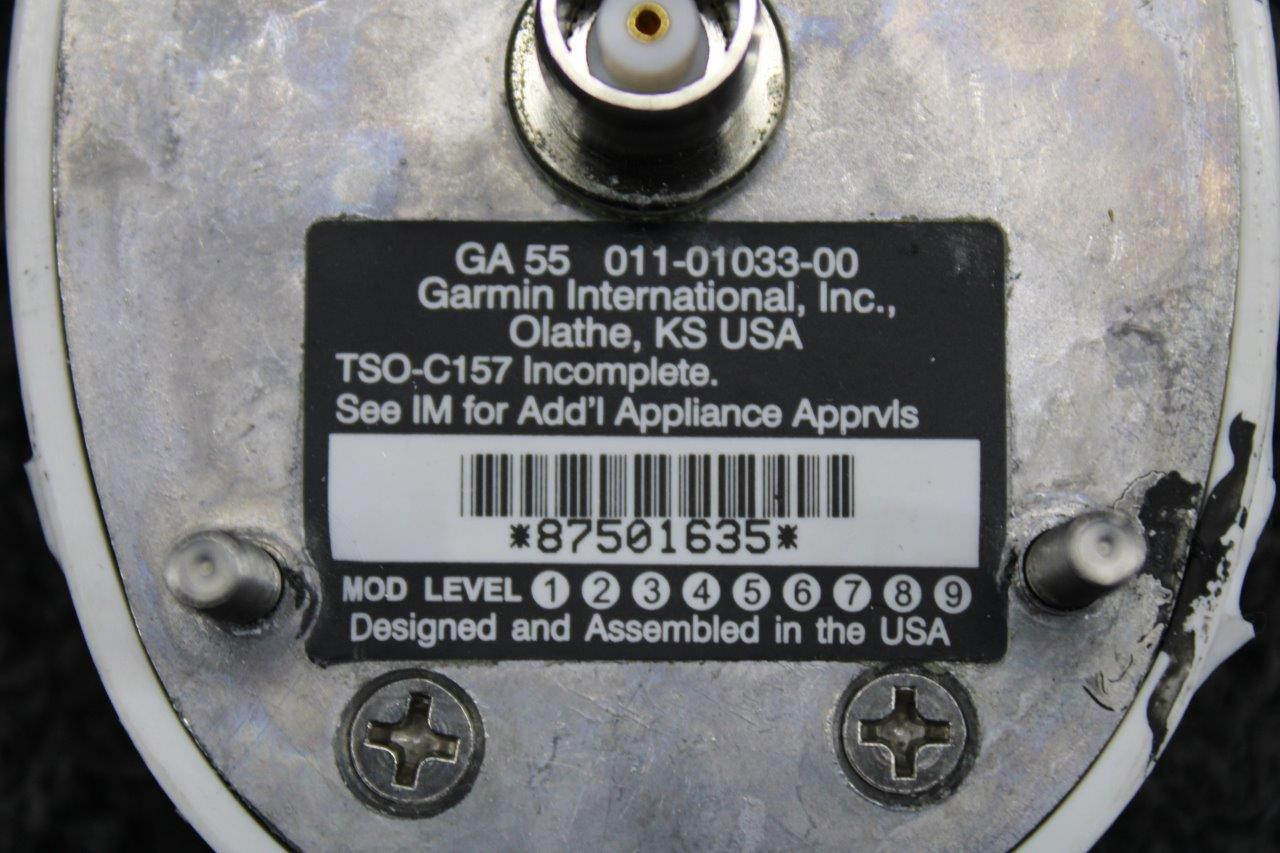 GA 55 011-01033-00
Garmin International, Inc.,
Olathe, KS USA
TSO-C157 Incomplete.
See IM for Add'l Appliance Apprvls
*87501635*
MOD LEVEL 1 2 3 4 5 6 7 8 9
Designed and Assembled in the USA